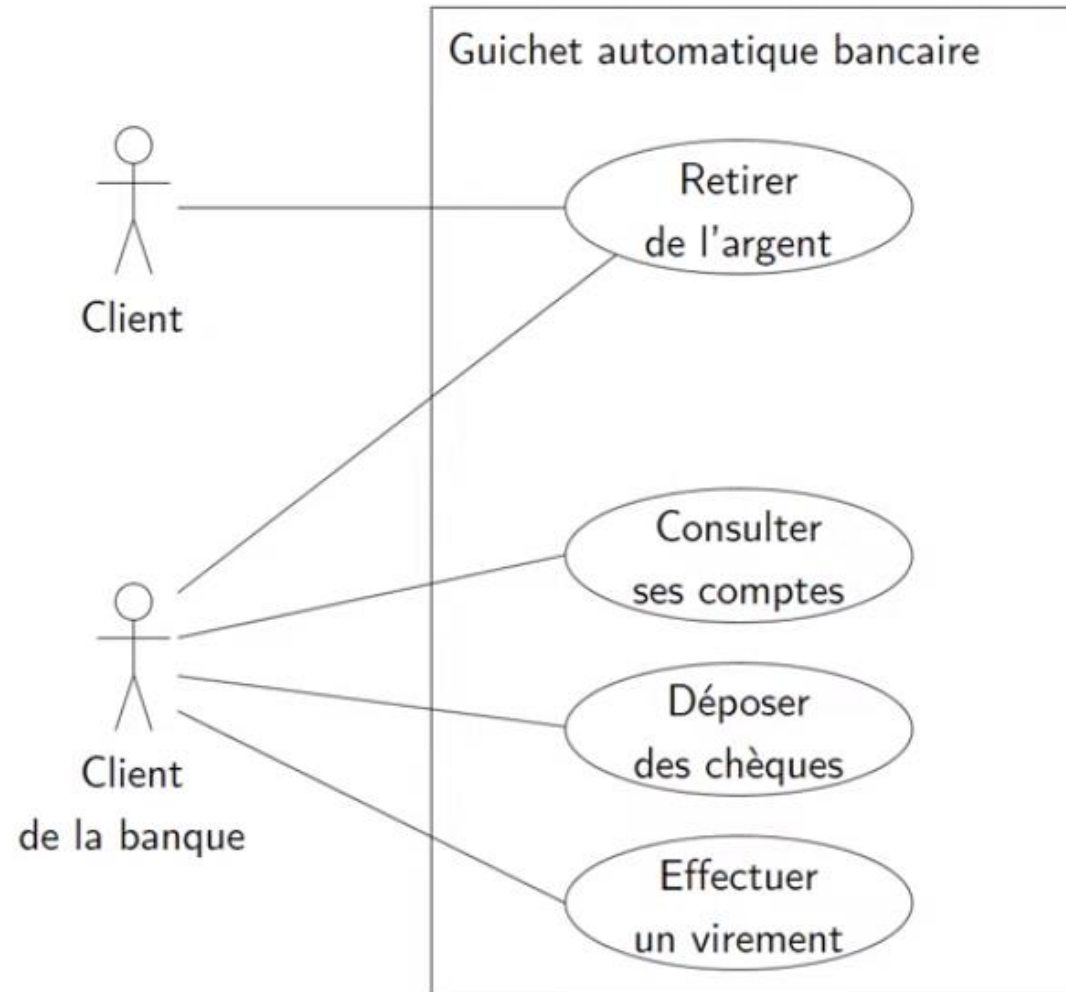 Guichet automatique bancaire
Retirer
de l'argent
Client
Consulter
ses comptes
Déposer
des chèques
Client
de la banque
Effectuer
un virement